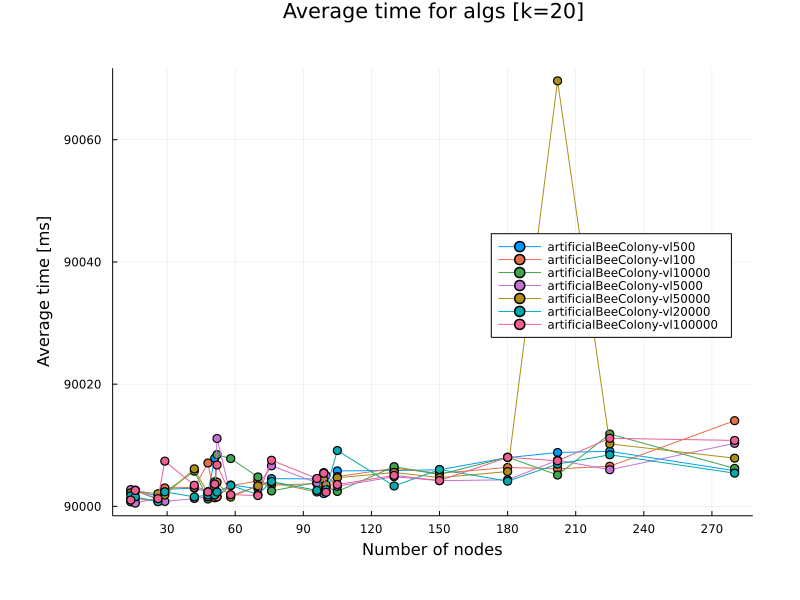 Average time for algs [k=20]
Average time [ms]
90060
90040
90020
90000
artificialBeeColony-vl500
artificialBeeColony-vl100
artificialBeeColony-vl10000
artificialBeeColony-vl5000
artificialBeeColony-vl50000
artificialBeeColony-vl20000
artificialBeeColony-vl100000
30 60 90 120 150 180 210 240 270
Number of nodes